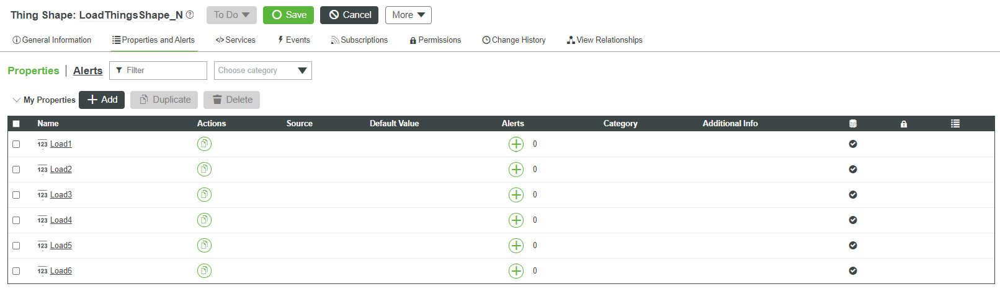 Thing Shape: LoadThingsShape_N ? To Do Save Cancel More
General Information Properties and Alerts </> Services Events Subscriptions Permissions Change History View Relationships
Properties | Alerts Filter Choose category
My Properties Add Duplicate Delete
Name Actions Source Default Value Alerts Category Additional Info
123 Load1 0
123 Load2 0
123 Load3 0
123 Load4 0
123 Load5 0
123 Load6 0